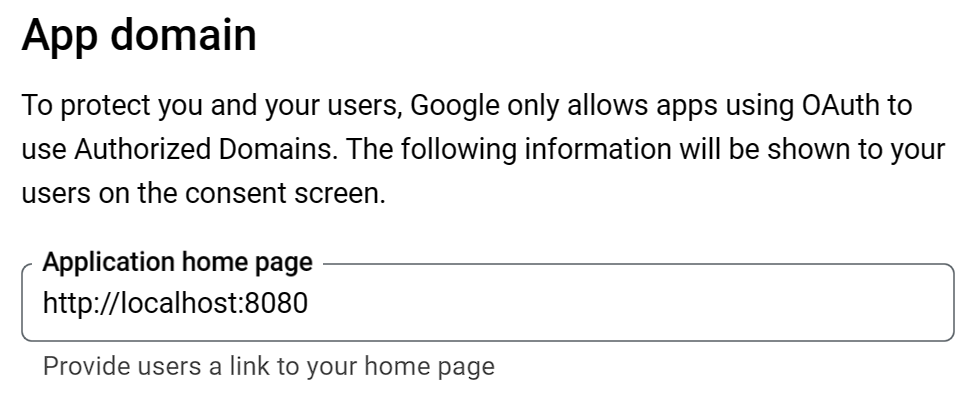 App domain
To protect you and your users, Google only allows apps using OAuth to
use Authorized Domains. The following information will be shown to your
users on the consent screen.
Application home page
http://localhost:8080
Provide users a link to your home page